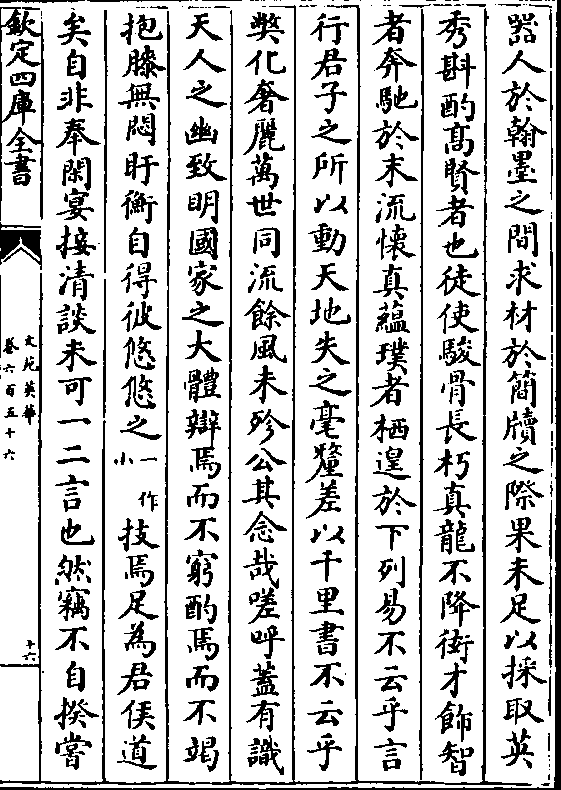 器人於翰墨之間求材於簡牘之際果未足以採取英
秀斟酌髙賢者也徒使駿骨長朽真龍不降衒才飾智
者奔馳於末流懷真蘊璞者栖遑於下列易不云乎言
行君子之所以動天地失之毫釐差以千里書不云乎
弊化奢麗萬世同流餘風未殄公其念哉嗟呼蓋有識
天人之幽致明國家之大體辯焉而不窮酌焉而不竭
抱膝無悶盱衡自得彼悠悠之一作小技焉足為君侯道
矣自非奉閑宴接清談未可一二言也然竊不自揆嘗
欽定四庫全書
文苑英華
卷六百五十六
十六